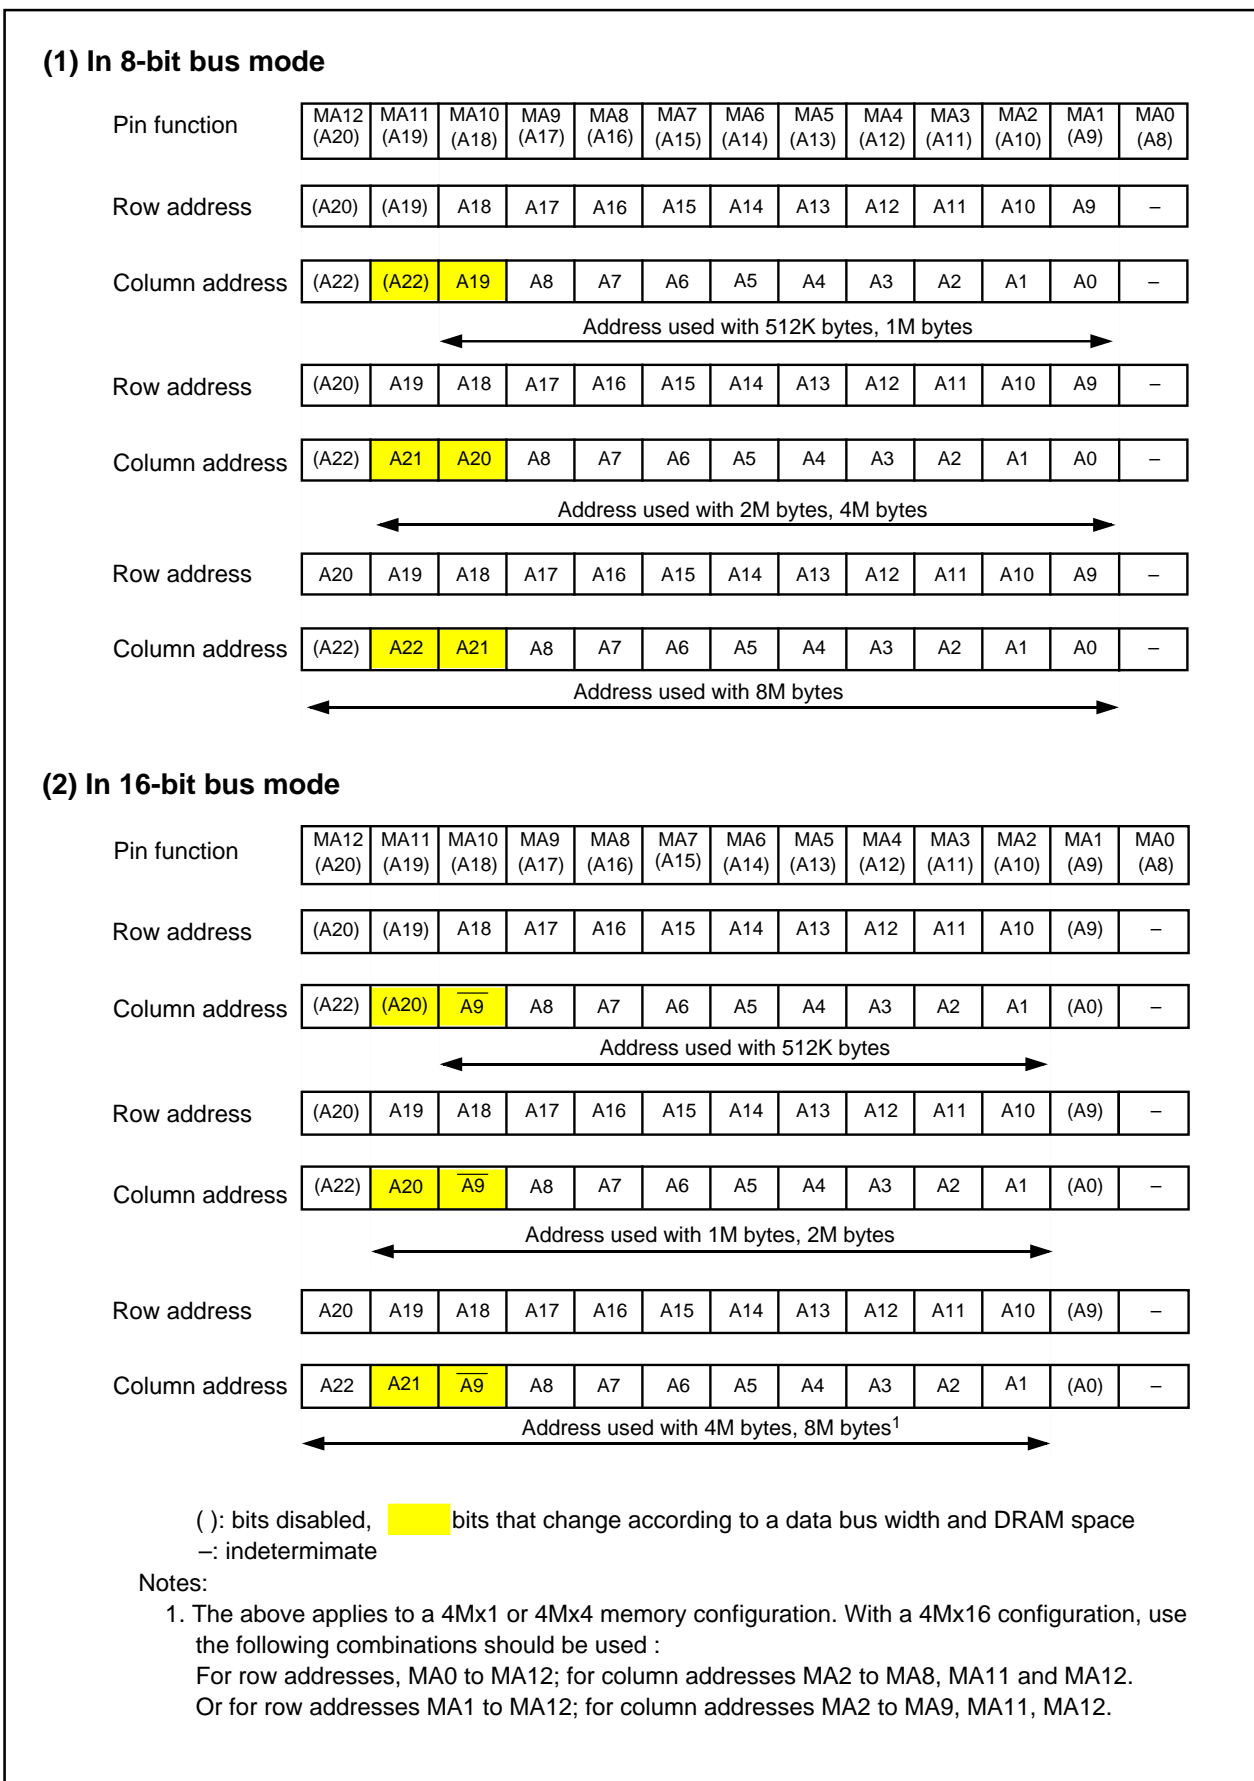 (1) In 8-bit bus mode
Pin function MA12 (A20) MA11 (A19) MA10 (A18) MA9 (A17) MA8 (A16) MA7 (A15) MA6 (A14) MA5 (A13) MA4 (A12) MA3 (A11) MA2 (A10) MA1 (A9) MA0 (A8)
Row address (A20) (A19) A18 A17 A16 A15 A14 A13 A12 A11 A10 A9 –
Column address (A22) (A22) A19 A8 A7 A6 A5 A4 A3 A2 A1 A0 –
Address used with 512K bytes, 1M bytes
Row address (A20) A19 A18 A17 A16 A15 A14 A13 A12 A11 A10 A9 –
Column address (A22) A21 A20 A8 A7 A6 A5 A4 A3 A2 A1 A0 –
Address used with 2M bytes, 4M bytes
Row address A20 A19 A18 A17 A16 A15 A14 A13 A12 A11 A10 A9 –
Column address (A22) A22 A21 A8 A7 A6 A5 A4 A3 A2 A1 A0 –
Address used with 8M bytes
(2) In 16-bit bus mode
Pin function MA12 (A20) MA11 (A19) MA10 (A18) MA9 (A17) MA8 (A16) MA7 (A15) MA6 (A14) MA5 (A13) MA4 (A12) MA3 (A11) MA2 (A10) MA1 (A9) MA0 (A8)
Row address (A20) (A19) A18 A17 A16 A15 A14 A13 A12 A11 A10 (A9) –
Column address (A22) (A20) A̅9̅ A8 A7 A6 A5 A4 A3 A2 A1 (A0) –
Address used with 512K bytes
Row address (A20) A19 A18 A17 A16 A15 A14 A13 A12 A11 A10 (A9) –
Column address (A22) A20 A̅9̅ A8 A7 A6 A5 A4 A3 A2 A1 (A0) –
Address used with 1M bytes, 2M bytes
Row address A20 A19 A18 A17 A16 A15 A14 A13 A12 A11 A10 (A9) –
Column address A22 A21 A̅9̅ A8 A7 A6 A5 A4 A3 A2 A1 (A0) –
Address used with 4M bytes, 8M bytes¹
( ): bits disabled, bits that change according to a data bus width and DRAM space
–: indetermimate
Notes:
1. The above applies to a 4Mx1 or 4Mx4 memory configuration. With a 4Mx16 configuration, use
the following combinations should be used :
For row addresses, MA0 to MA12; for column addresses MA2 to MA8, MA11 and MA12.
Or for row addresses MA1 to MA12; for column addresses MA2 to MA9, MA11, MA12.